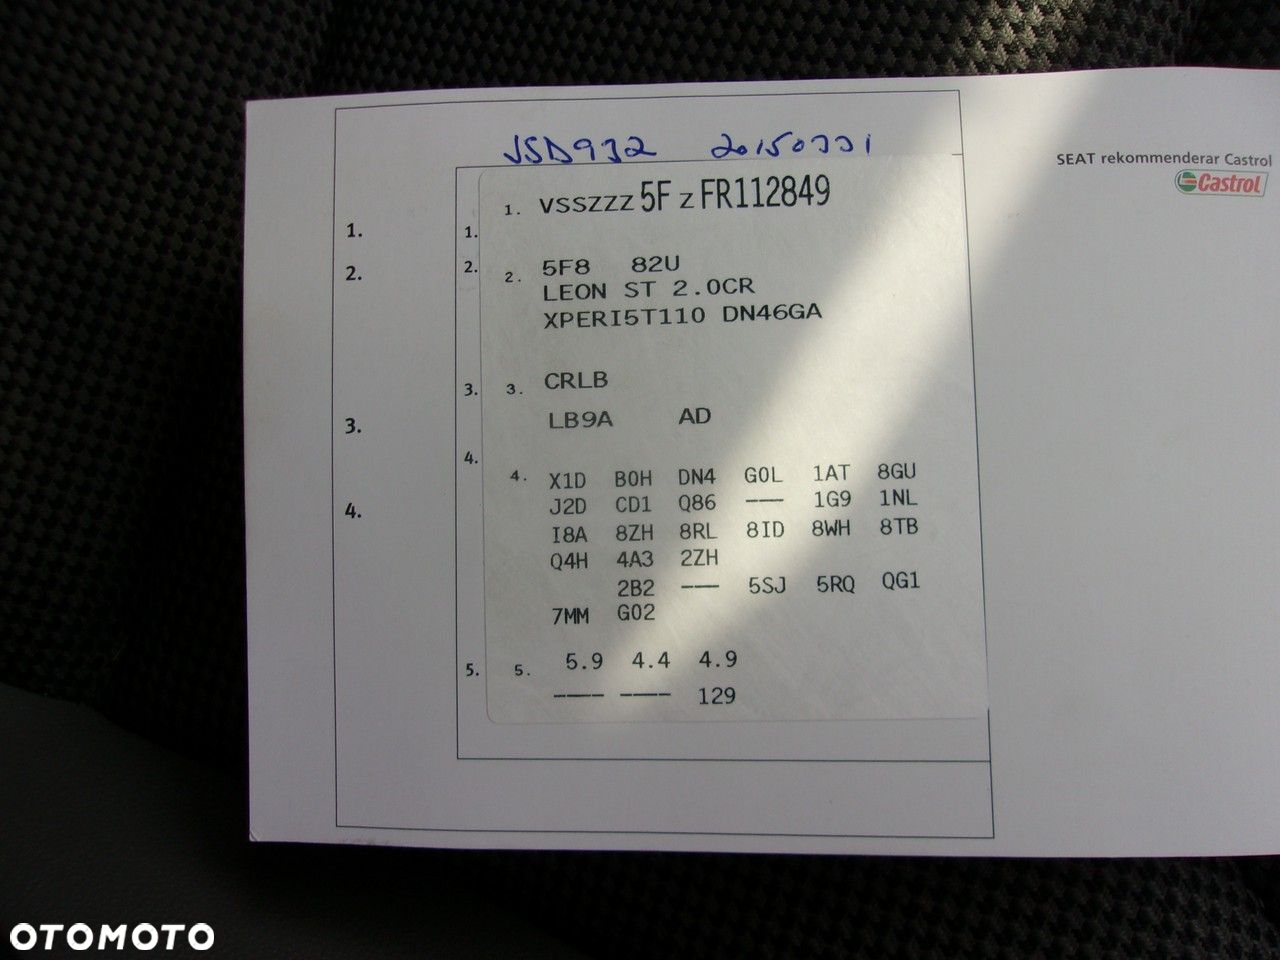 JSD932 20150331
SEAT rekommenderar Castrol
Castrol
1. 1. 1. VSSZZZ 5F Z FR112849
2. 2. 2. 5F8 82U
LEON ST 2.0CR
XPERI5T110 DN46GA
3. 3. 3. CRLB
LB9A AD
4. 4. 4. X1D B0H DN4 G0L 1AT 8GU
J2D CD1 Q86 --- 1G9 1NL
I8A 8ZH 8RL 8ID 8WH 8TB
Q4H 4A3 2ZH
2B2 --- 5SJ 5RQ QG1
7MM G02
5. 5. 5.9 4.4 4.9
---- ---- 129
OTOMOTO